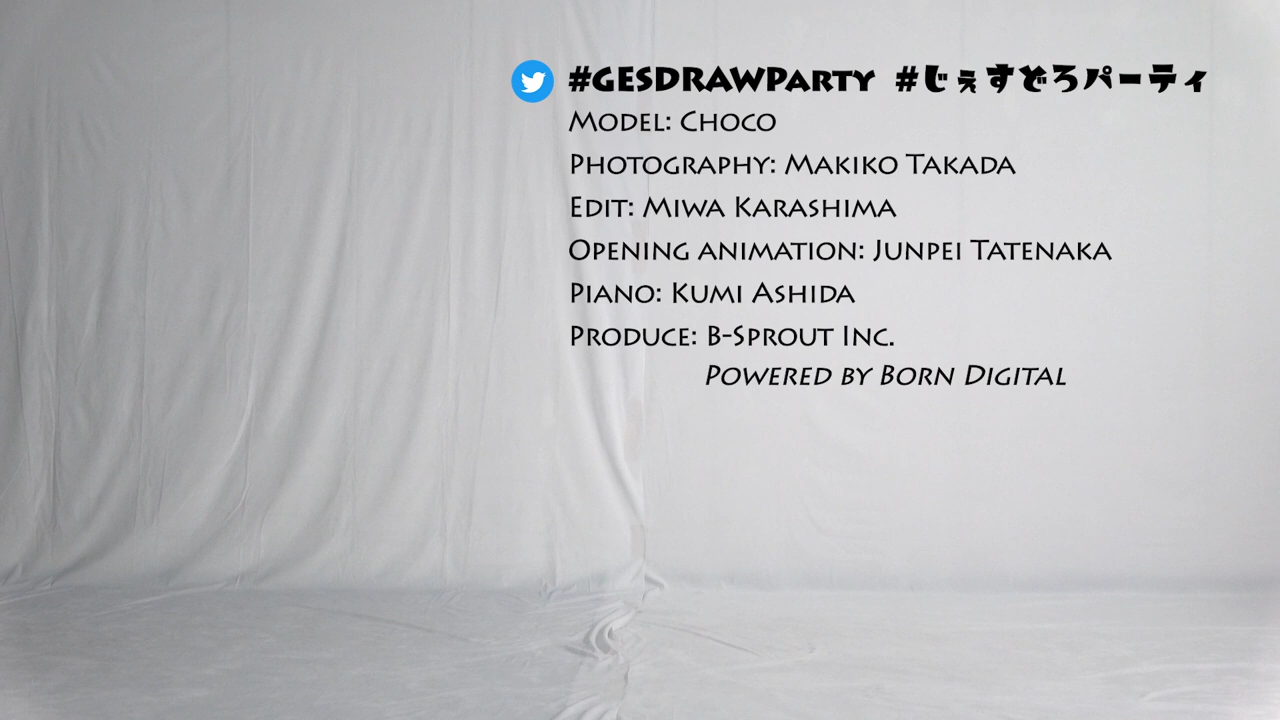 #GESDRAWPARTY #じぇすどろパーティ
MODEL: CHOCO
PHOTOGRAPHY: MAKIKO TAKADA
EDIT: MIWA KARASHIMA
OPENING ANIMATION: JUNPEI TATENAKA
PIANO: KUMI ASHIDA
PRODUCE: B-SPROUT INC.
POWERED BY BORN DIGITAL